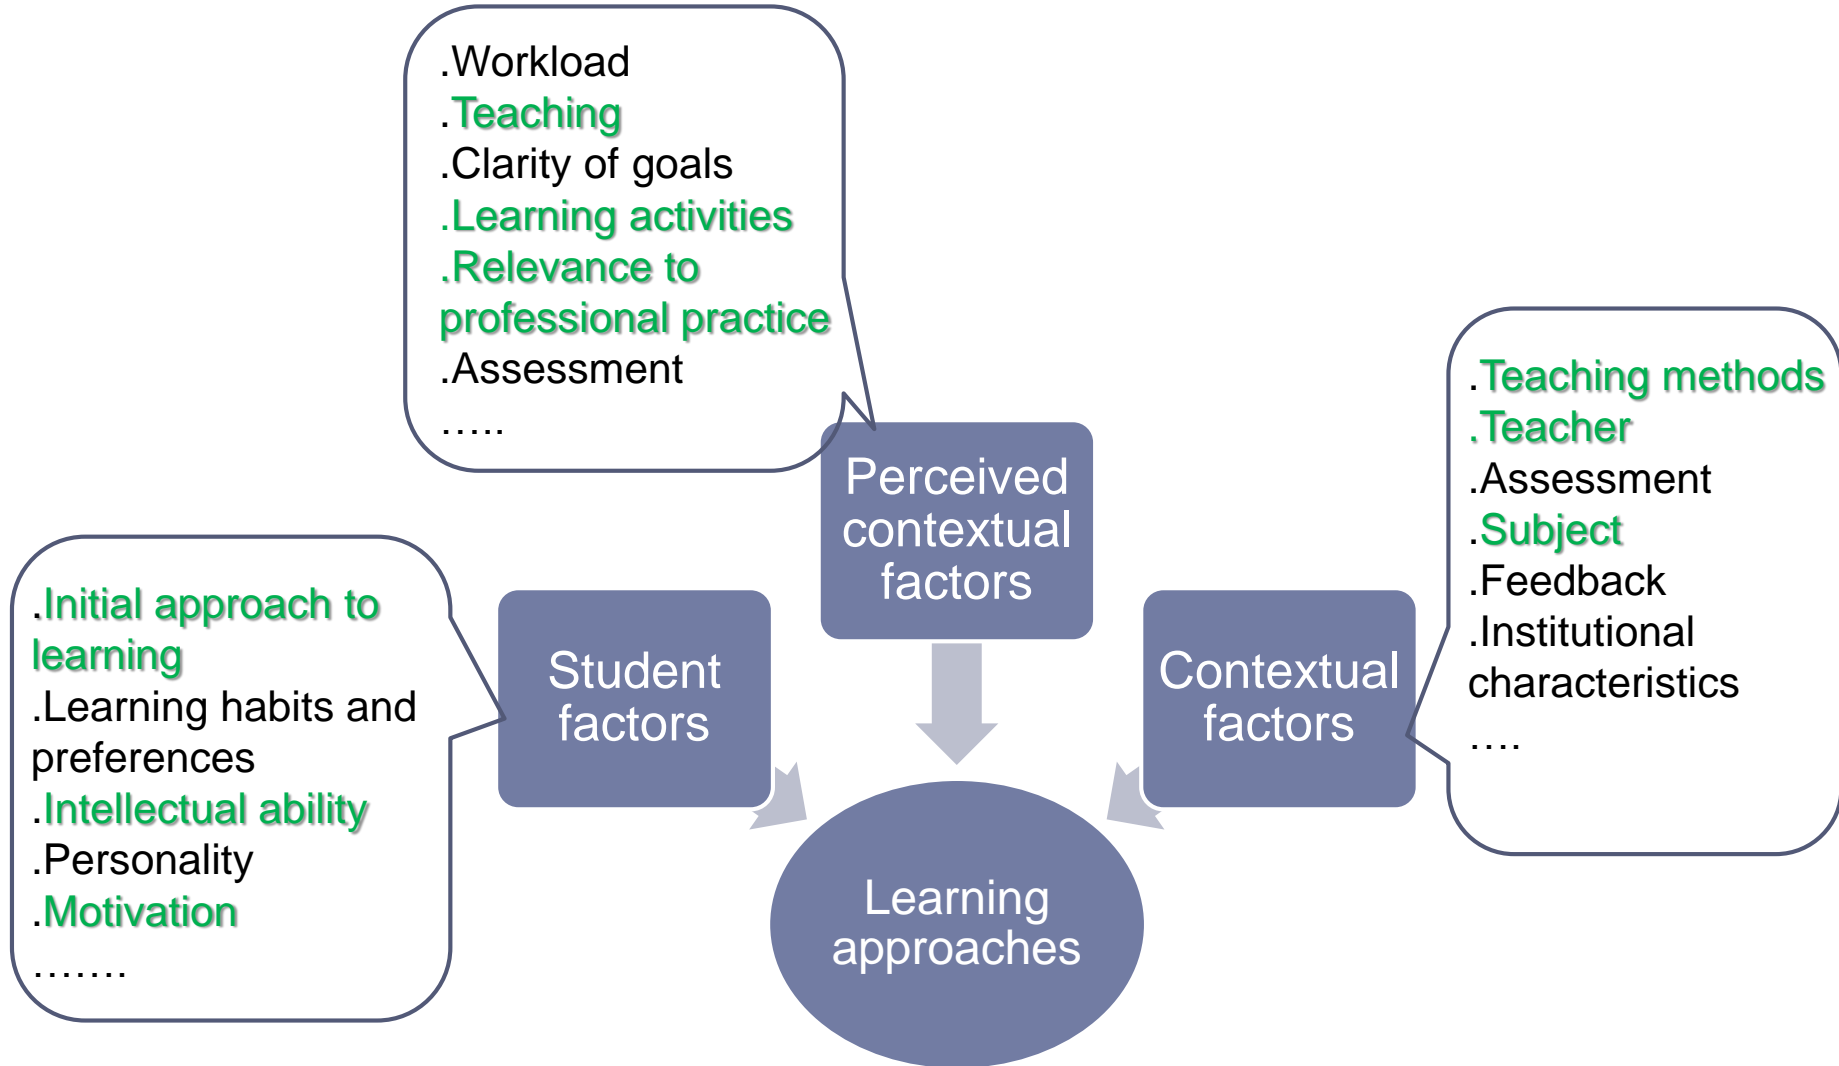 .Workload
.Teaching
.Clarity of goals
.Learning activities
.Relevance to
professional practice
.Assessment
…..
Perceived
contextual
factors
.Teaching methods
.Teacher
.Assessment
.Subject
.Feedback
.Institutional
characteristics
….
.Initial approach to
learning
.Learning habits and
preferences
.Intellectual ability
.Personality
.Motivation
…….
Student
factors
Contextual
factors
Learning
approaches